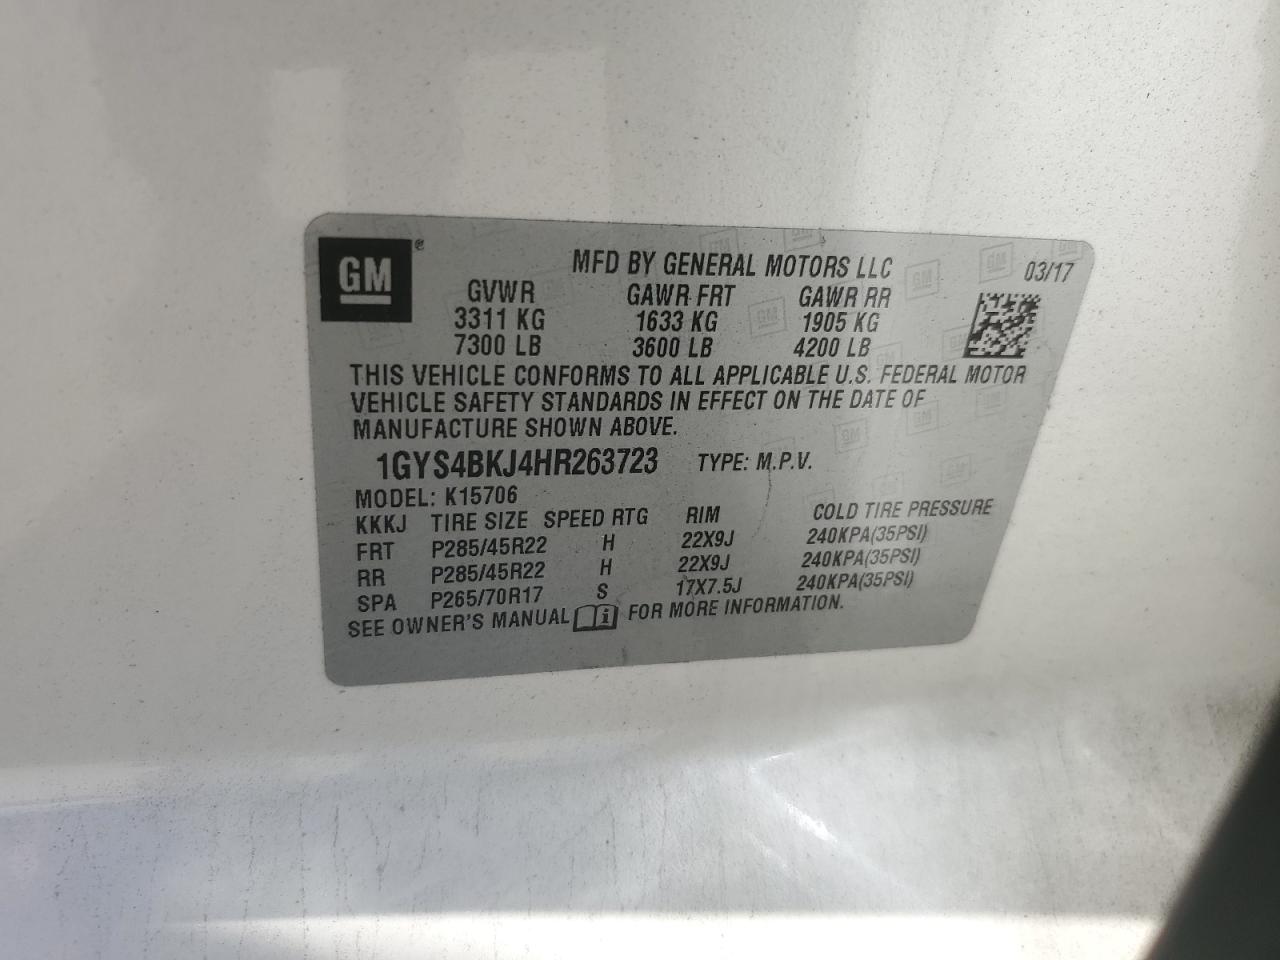 GM®
MFD BY GENERAL MOTORS LLC 03/17
GVWR GAWR FRT GAWR RR
3311 KG 1633 KG 1905 KG
7300 LB 3600 LB 4200 LB
THIS VEHICLE CONFORMS TO ALL APPLICABLE U.S. FEDERAL MOTOR
VEHICLE SAFETY STANDARDS IN EFFECT ON THE DATE OF
MANUFACTURE SHOWN ABOVE.
1GYS4BKJ4HR263723 TYPE: M.P.V.
MODEL: K15706
KKKJ TIRE SIZE SPEED RTG RIM COLD TIRE PRESSURE
FRT P285/45R22 H 22X9J 240KPA(35PSI)
RR P285/45R22 H 22X9J 240KPA(35PSI)
SPA P265/70R17 S 17X7.5J 240KPA(35PSI)
SEE OWNER'S MANUAL i FOR MORE INFORMATION.